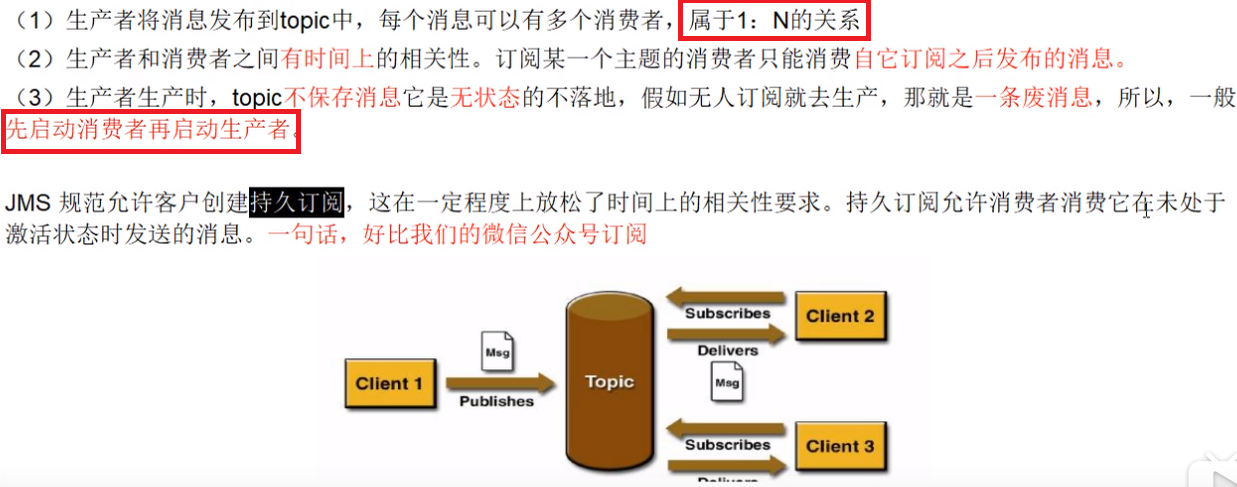 （1）生产者将消息发布到topic中，每个消息可以有多个消费者，属于1：N的关系
（2）生产者和消费者之间有时间上的相关性。订阅某一个主题的消费者只能消费自它订阅之后发布的消息。
（3）生产者生产时，topic不保存消息它是无状态的不落地，假如无人订阅就去生产，那就是一条废消息，所以，一般
先启动消费者再启动生产者。
JMS 规范允许客户创建持久订阅，这在一定程度上放松了时间上的相关性要求。持久订阅允许消费者消费它在未处于
激活状态时发送的消息。一句话，好比我们的微信公众号订阅
Client 1
Msg
Publishes
Topic
Subscribes
Delivers
Client 2
Msg
Subscribes
Client 3